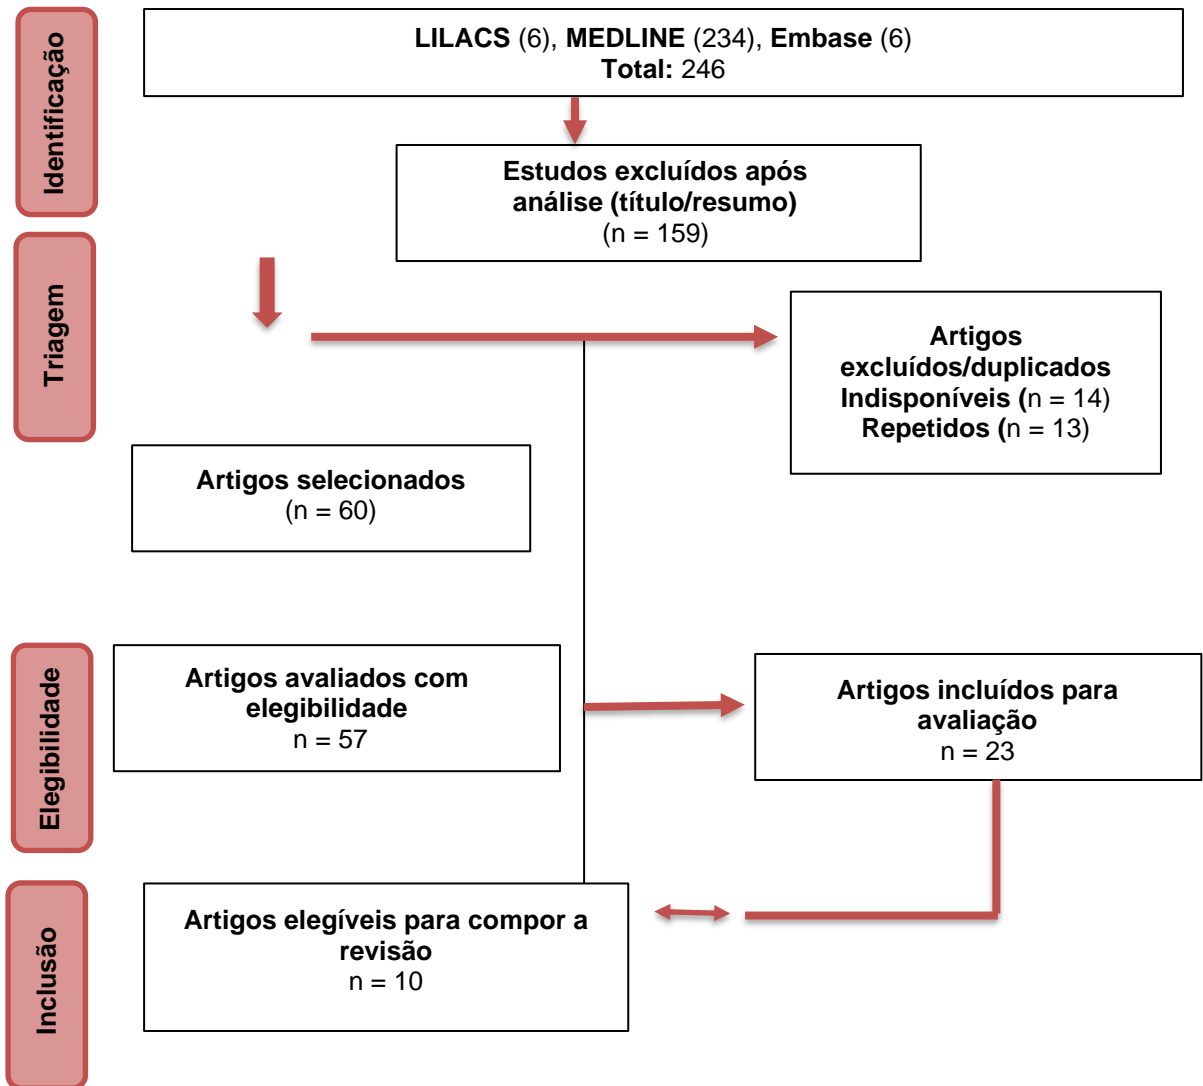 Identificação
LILACS (6), MEDLINE (234), Embase (6)
Total: 246
Estudos excluídos após
análise (título/resumo)
(n = 159)
Triagem
Artigos
excluídos/duplicados
Indisponíveis (n = 14)
Repetidos (n = 13)
Artigos selecionados
(n = 60)
Elegibilidade
Artigos avaliados com
elegibilidade
n = 57
Artigos incluídos para
avaliação
n = 23
Inclusão
Artigos elegíveis para compor a
revisão
n = 10